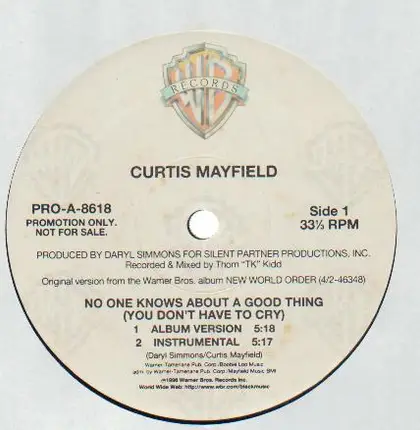 WB
RECORDS
CURTIS MAYFIELD
PRO-A-8618
PROMOTION ONLY.
NOT FOR SALE.
Side 1
33⅓ RPM
PRODUCED BY DARYL SIMMONS FOR SILENT PARTNER PRODUCTIONS, INC.
Recorded & Mixed by Thom "TK" Kidd
Original version from the Warner Bros. album NEW WORLD ORDER (4/2-46348)
NO ONE KNOWS ABOUT A GOOD THING
(YOU DON'T HAVE TO CRY)
1 ALBUM VERSION 5:18
2 INSTRUMENTAL 5:17
(Daryl Simmons/Curtis Mayfield)
Warner-Tamerlane Pub. Corp./Boobie Loo Music
adm. by Warner-Tamerlane Pub. Corp./Mayfield Music BMI
Warner Bros. Records Inc.
World Wide Web: http://www.wbr.com/blackmusic